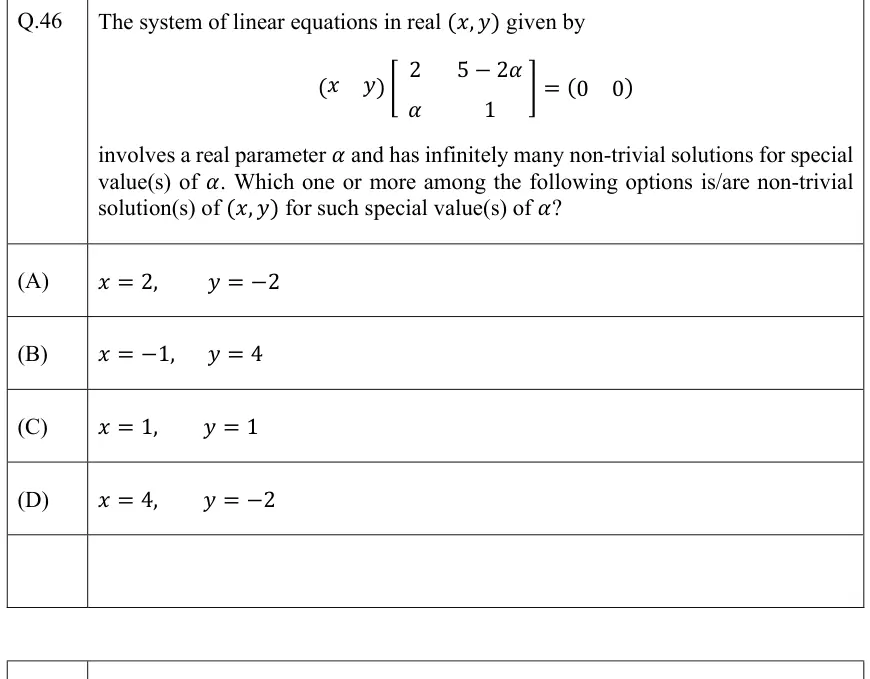 Q.46 The system of linear equations in real (x, y) given by
(x y) [ 2 5 − 2α
α 1 ] = (0 0)
involves a real parameter α and has infinitely many non-trivial solutions for special
value(s) of α. Which one or more among the following options is/are non-trivial
solution(s) of (x, y) for such special value(s) of α?
(A) x = 2, y = −2
(B) x = −1, y = 4
(C) x = 1, y = 1
(D) x = 4, y = −2